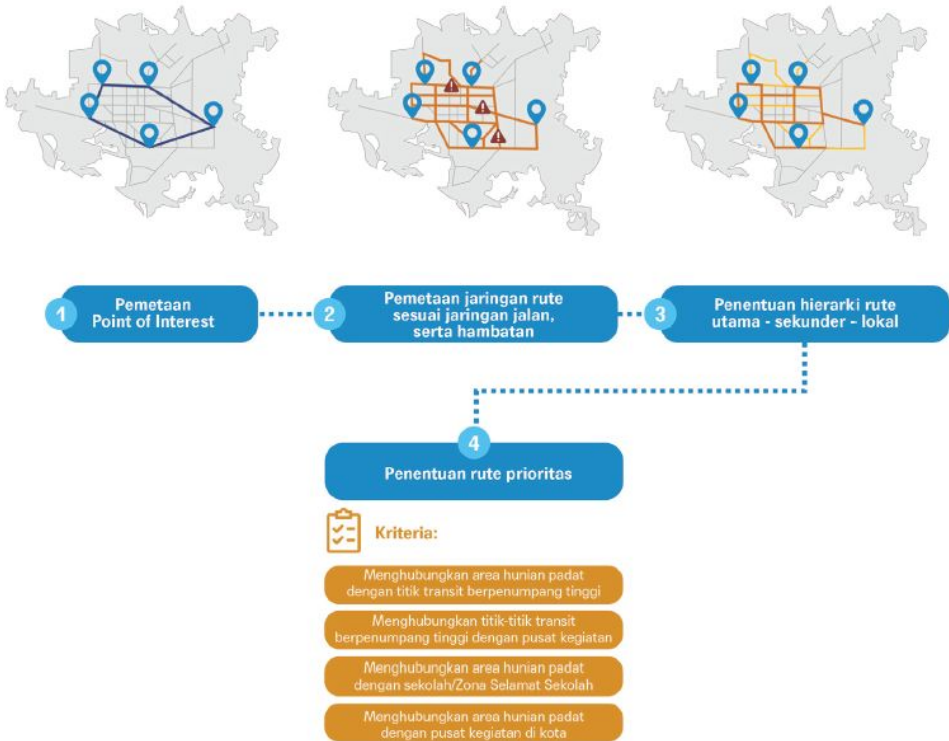 1
Pemetaan
Point of Interest
2
Pemetaan jaringan rute
sesuai jaringan jalan,
serta hambatan
3
Penentuan hierarki rute
utama - sekunder - lokal
4
Penentuan rute prioritas
Kriteria:
Menghubungkan area hunian padat
dengan titik transit berpenumpang tinggi
Menghubungkan titik-titik transit
berpenumpang tinggi dengan pusat kegiatan
Menghubungkan area hunian padat
dengan sekolah/Zona Selamat Sekolah
Menghubungkan area hunian padat
dengan pusat kegiatan di kota